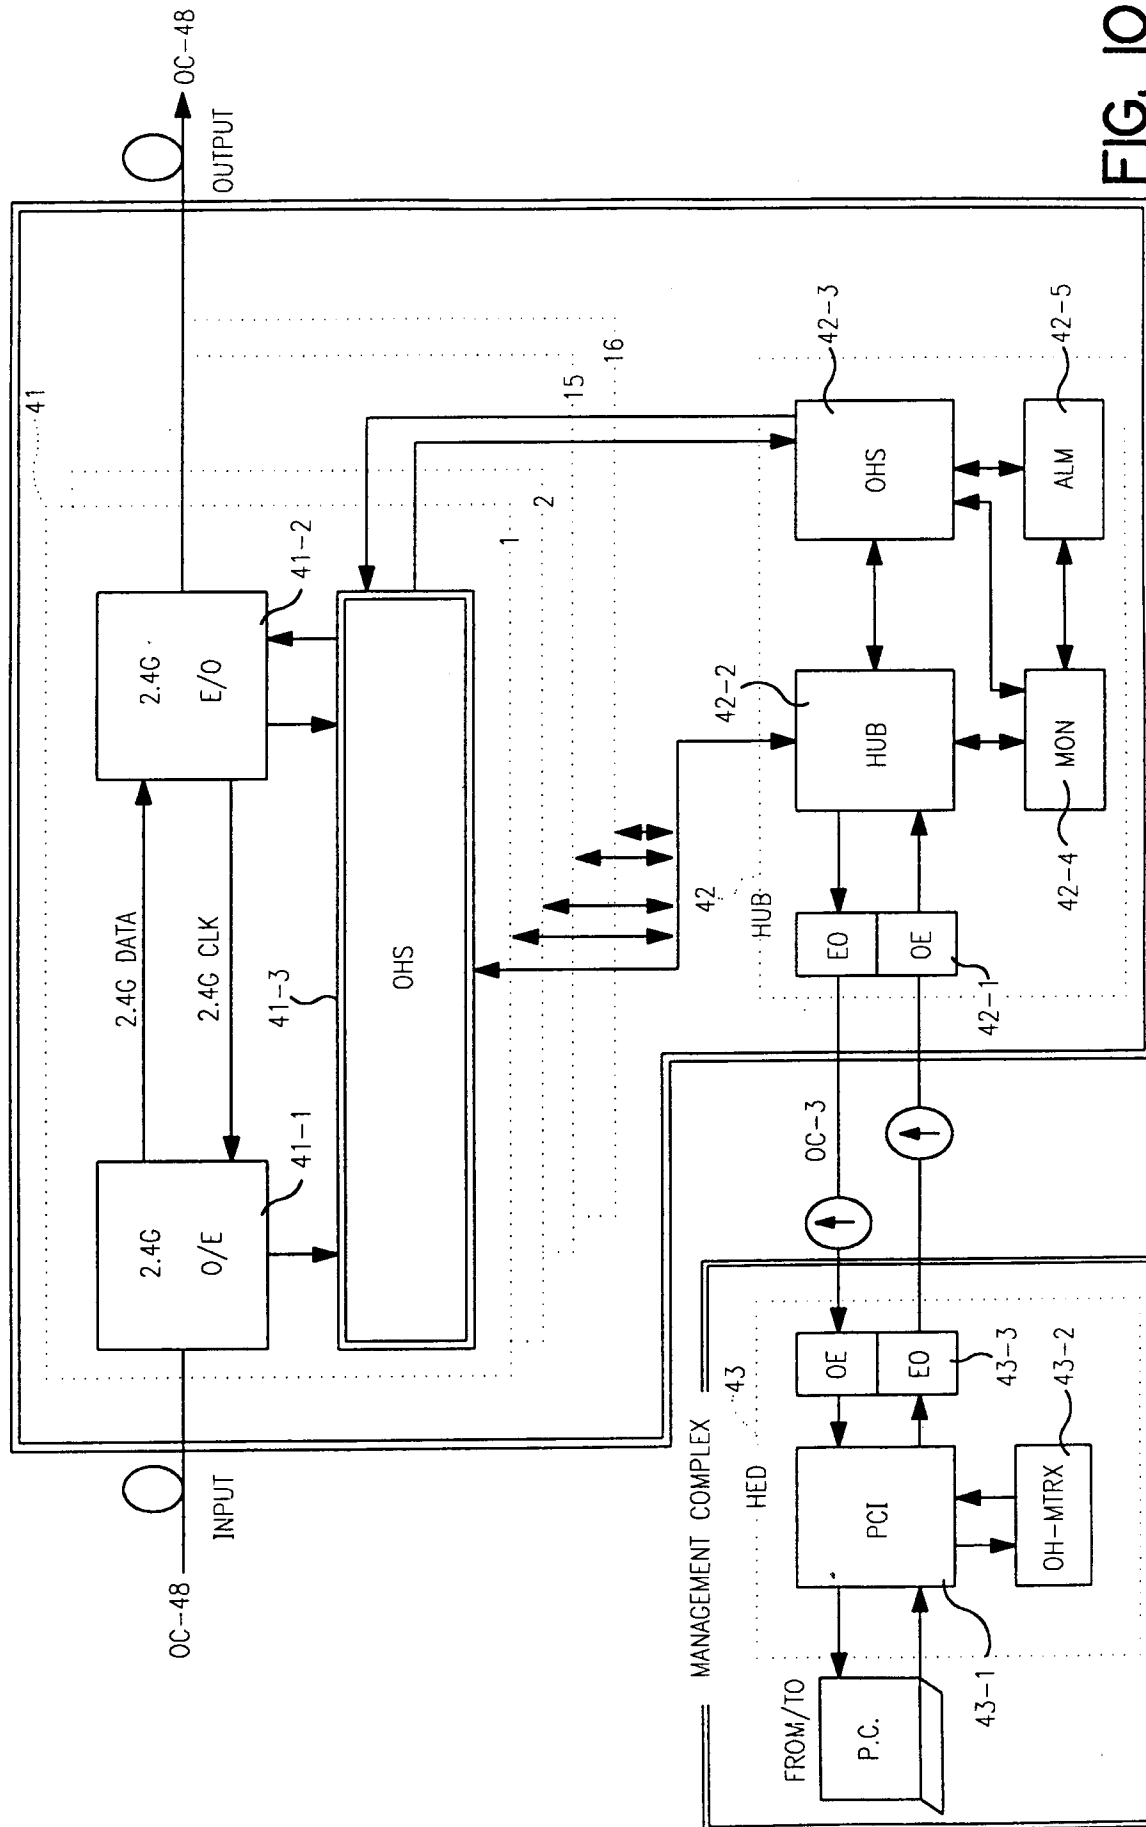 OC-48
INPUT
OUTPUT
OC-48
41
2.4G
O/E
41-1
2.4G DATA
2.4G CLK
2.4G
E/O
41-2
41-3
OHS
1
2
15
16
42
HUB
EO
OE
42-1
42-2
HUB
42-3
OHS
42-4
MON
42-5
ALM
OC-3
MANAGEMENT COMPLEX
43
HED
FROM/TO
P.C.
PCI
43-1
OE
EO
43-3
OH-MTRX
43-2
FIG. 10